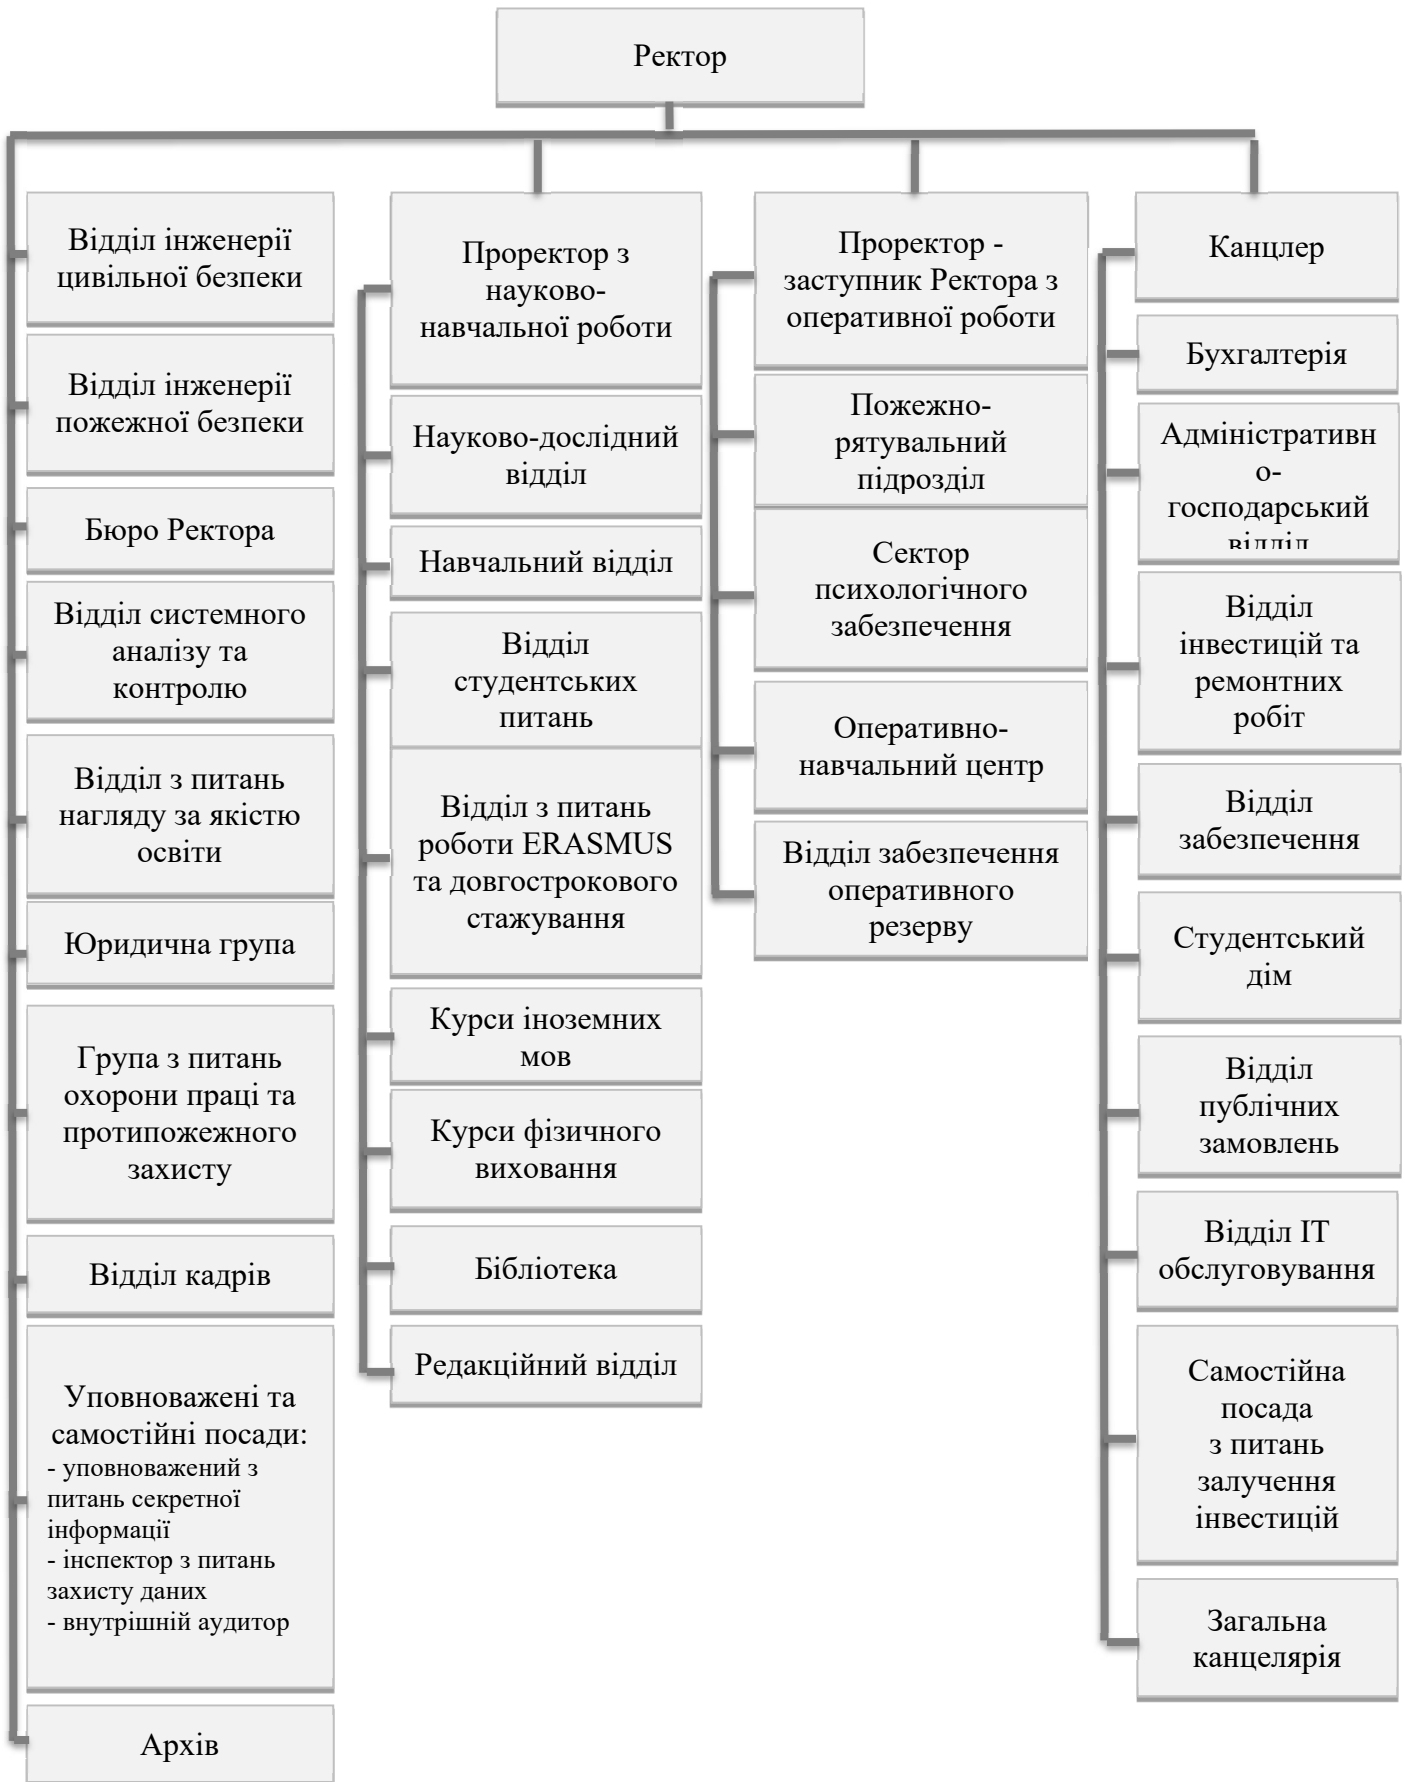 Ректор
Відділ інженерії
цивільної безпеки
Відділ інженерії
пожежної безпеки
Бюро Ректора
Відділ системного
аналізу та
контролю
Відділ з питань
нагляду за якістю
освіти
Юридична група
Група з питань
охорони праці та
протипожежного
захисту
Відділ кадрів
Уповноважені та
самостійні посади:
- уповноважений з
питань секретної
інформації
- інспектор з питань
захисту даних
- внутрішній аудитор
Архів
Проректор з
науково-
навчальної роботи
Науково-дослідний
відділ
Навчальний відділ
Відділ
студентських
питань
Відділ з питань
роботи ERASMUS
та довгострокового
стажування
Курси іноземних
мов
Курси фізичного
виховання
Бібліотека
Редакційний відділ
Проректор -
заступник Ректора з
оперативної роботи
Пожежно-
рятувальний
підрозділ
Сектор
психологічного
забезпечення
Оперативно-
навчальний центр
Відділ забезпечення
оперативного
резерву
Канцлер
Бухгалтерія
Адміністративн
о-
господарський
відділ
Відділ
інвестицій та
ремонтних
робіт
Відділ
забезпечення
Студентський
дім
Відділ
публічних
замовлень
Відділ ІТ
обслуговування
Самостійна
посада
з питань
залучення
інвестицій
Загальна
канцелярія